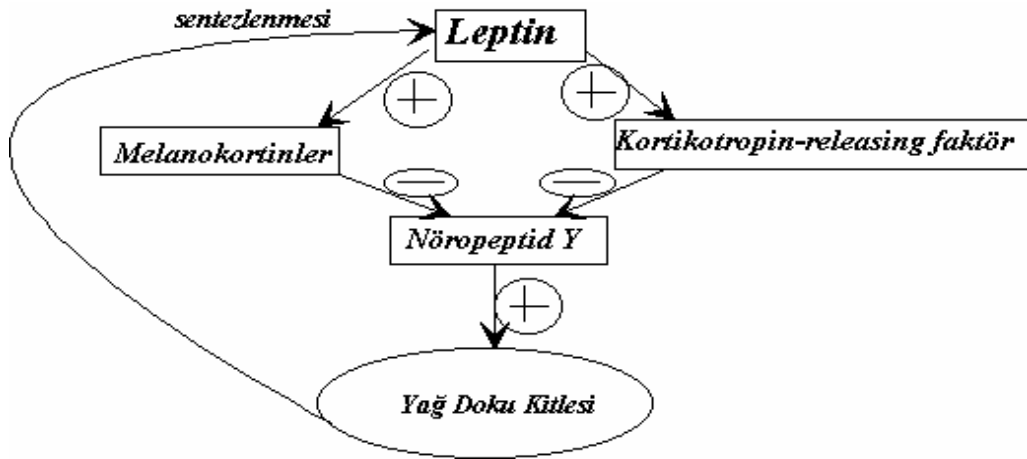 sentezlenmesi
Leptin
Melanokortinler
Kortikotropin-releasing faktör
Nöropeptid Y
Yağ Doku Kitlesi